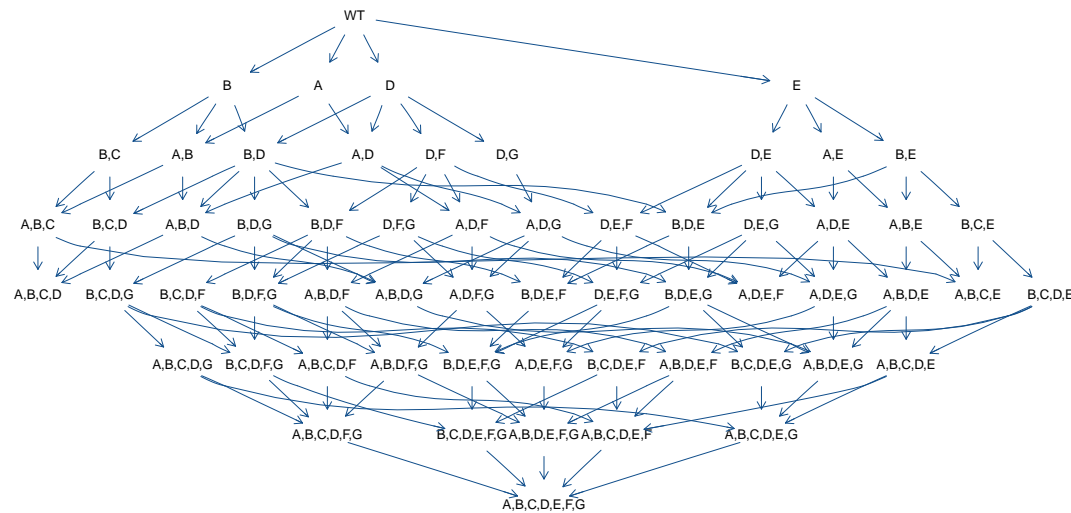 WT
B A D E
B,C A,B B,D A,D D,F D,G D,E A,E B,E
A,B,C B,C,D A,B,D B,D,G B,D,F D,F,G A,D,F A,D,G D,E,F B,D,E D,E,G A,D,E A,B,E B,C,E
A,B,C,D B,C,D,G B,C,D,F B,D,F,G A,B,D,F A,B,D,G A,D,F,G B,D,E,F D,E,F,G B,D,E,G A,D,E,F A,D,E,G A,B,D,E A,B,C,E B,C,D,E
A,B,C,D,G B,C,D,F,G A,B,C,D,F A,B,D,F,G B,D,E,F,G A,D,E,F,G B,C,D,E,F A,B,D,E,F B,C,D,E,G A,B,D,E,G A,B,C,D,E
A,B,C,D,F,G B,C,D,E,F,G A,B,D,E,F,G A,B,C,D,E,F A,B,C,D,E,G
A,B,C,D,E,F,G